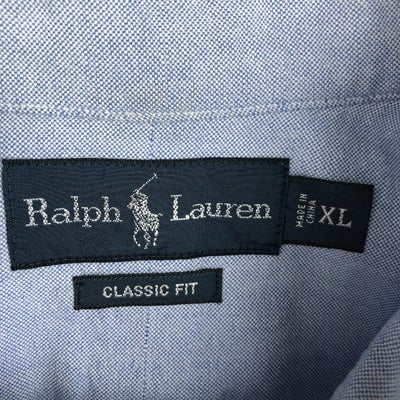 Ralph Lauren
MADE IN
CHINA
XL
CLASSIC FIT